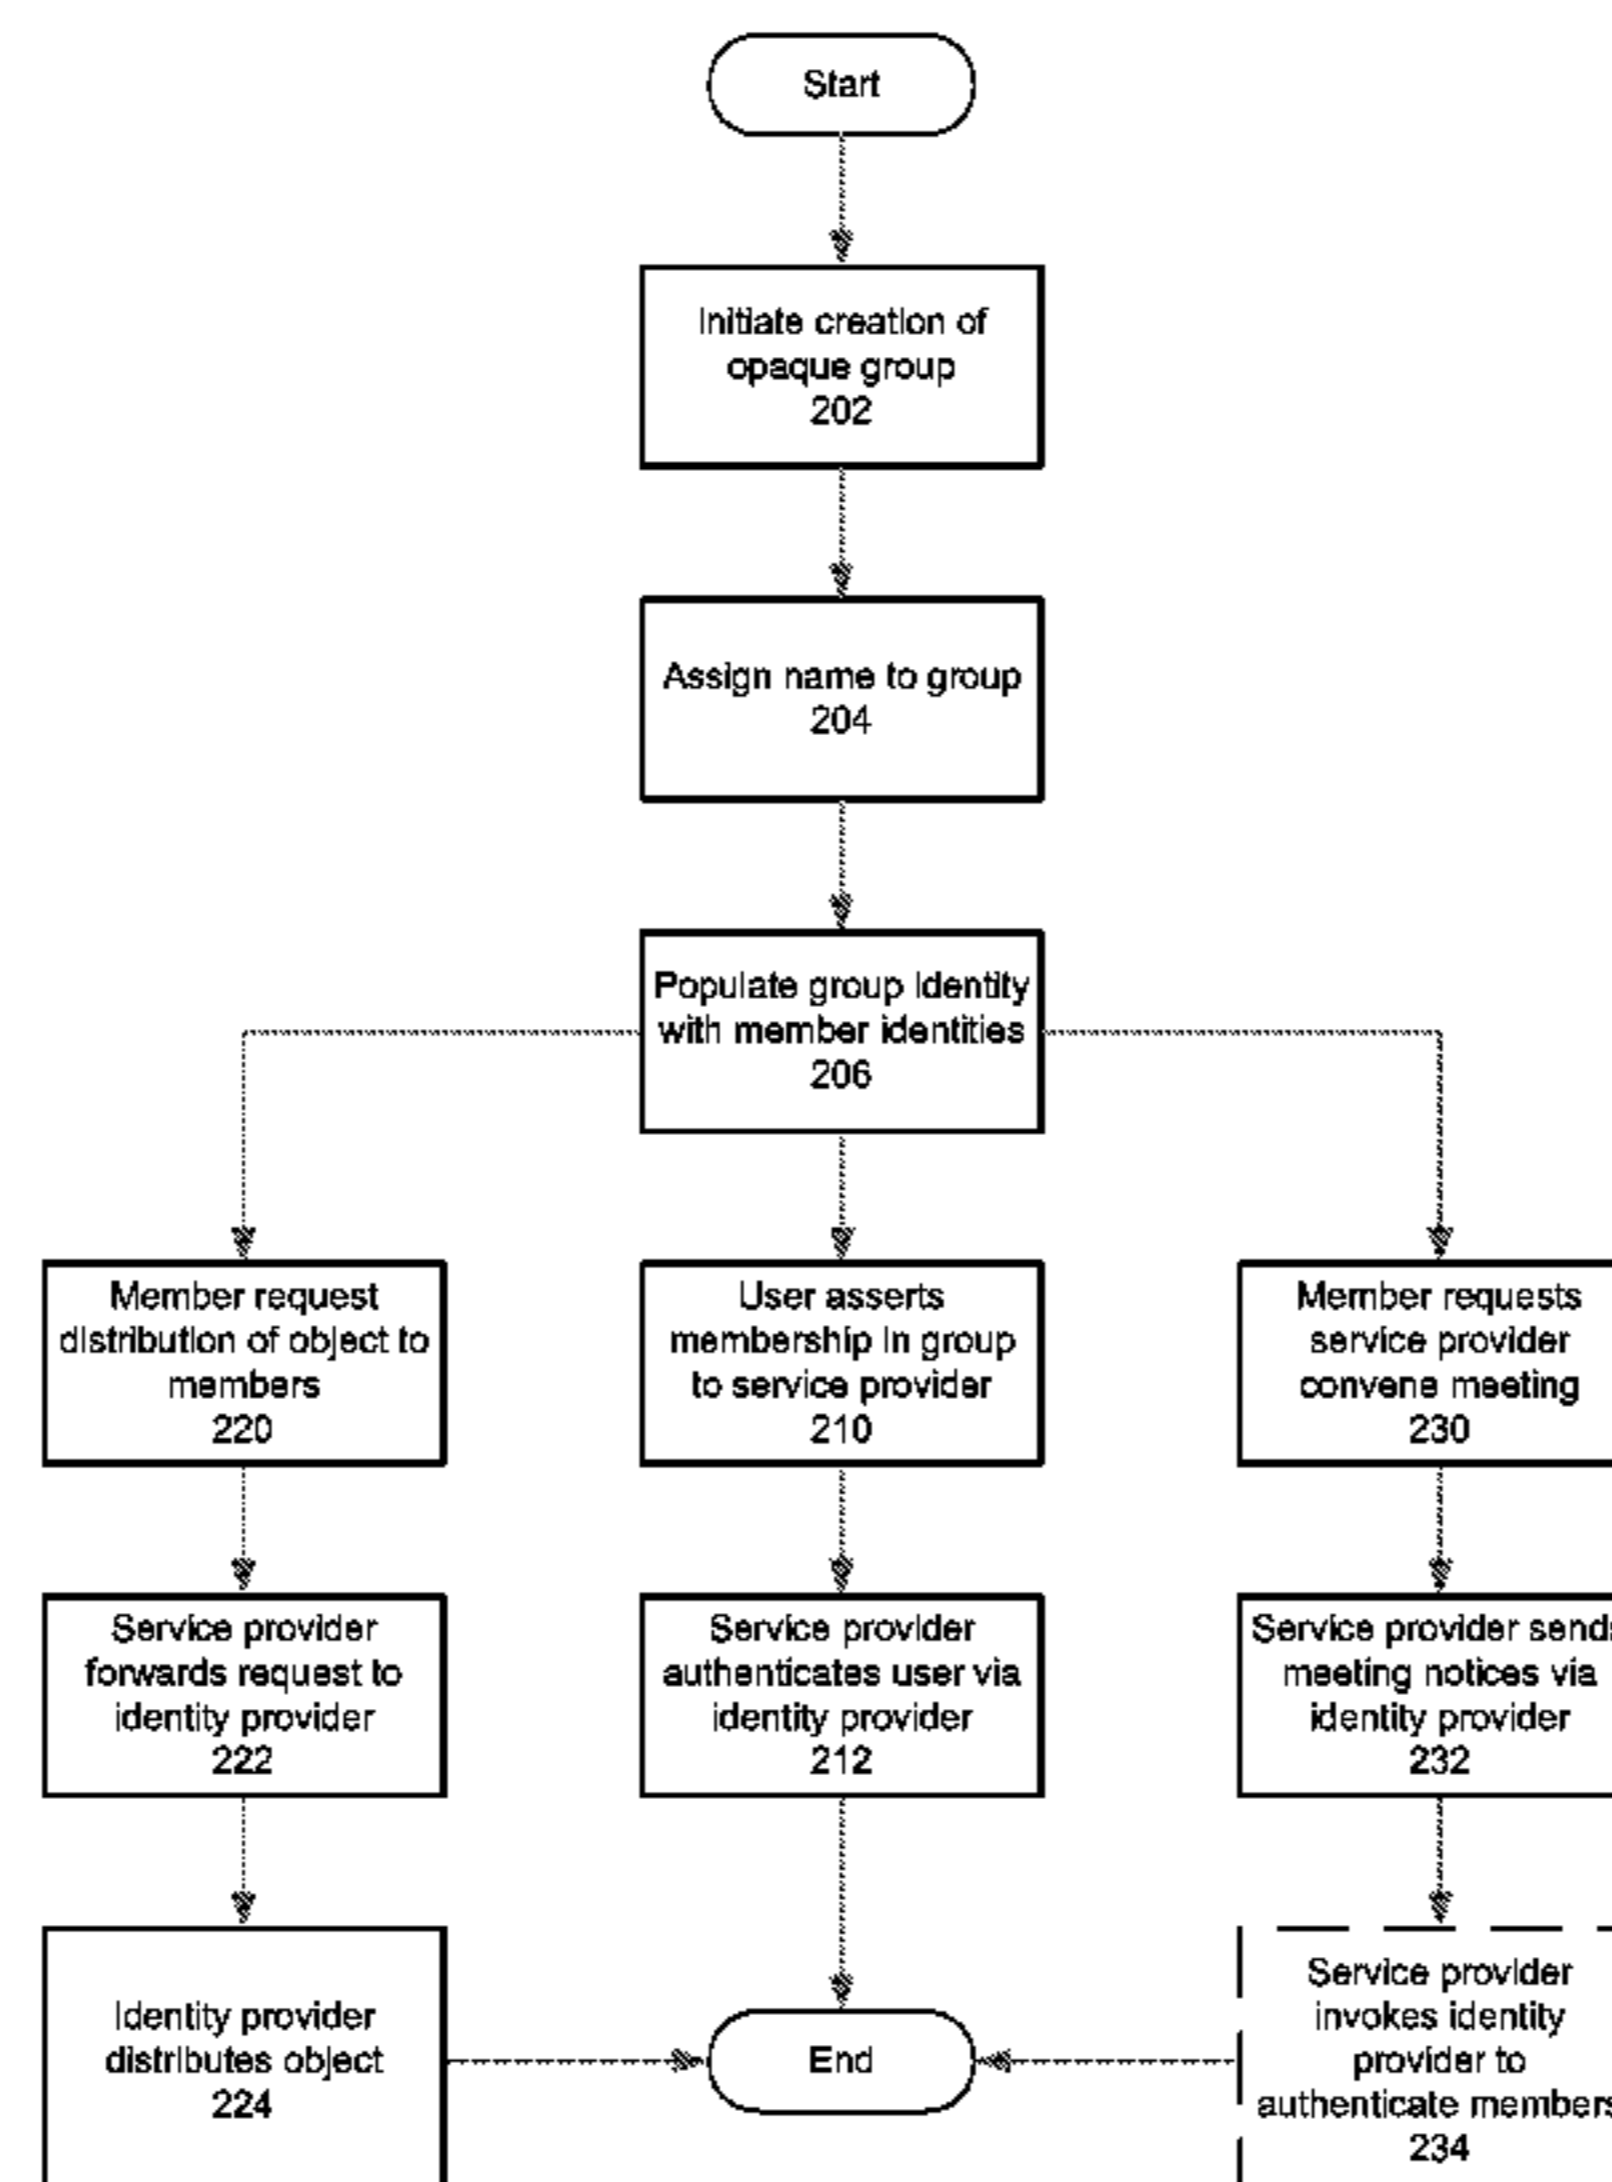 Start
Initiate creation of
opaque group
202
Assign name to group
204
Populate group identity
with member identities
206
Member request
distribution of object to
members
220
User asserts
membership in group
to service provider
210
Member requests
service provider
convene meeting
230
Service provider
forwards request to
identity provider
222
Service provider
authenticates user via
identity provider
212
Service provider sends
meeting notices via
identity provider
232
Identity provider
distributes object
224
End
Service provider
invokes identity
provider to
authenticate members
234